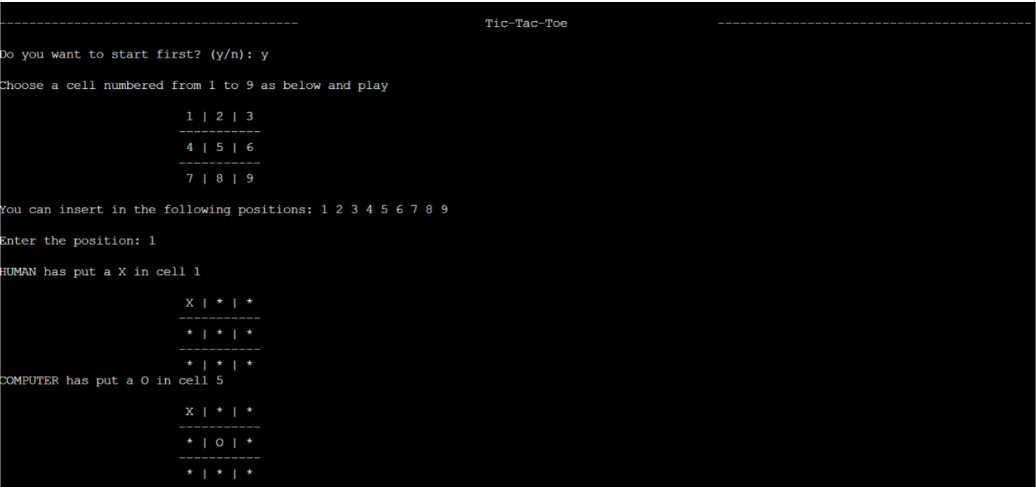 ---------------------------------------- Tic-Tac-Toe ------------------------------------------
Do you want to start first? (y/n): y
Choose a cell numbered from 1 to 9 as below and play
1 | 2 | 3
-----------
4 | 5 | 6
-----------
7 | 8 | 9
You can insert in the following positions: 1 2 3 4 5 6 7 8 9
Enter the position: 1
HUMAN has put a X in cell 1
X | * | *
-----------
* | * | *
-----------
* | * | *
COMPUTER has put a O in cell 5
X | * | *
-----------
* | O | *
-----------
* | * | *